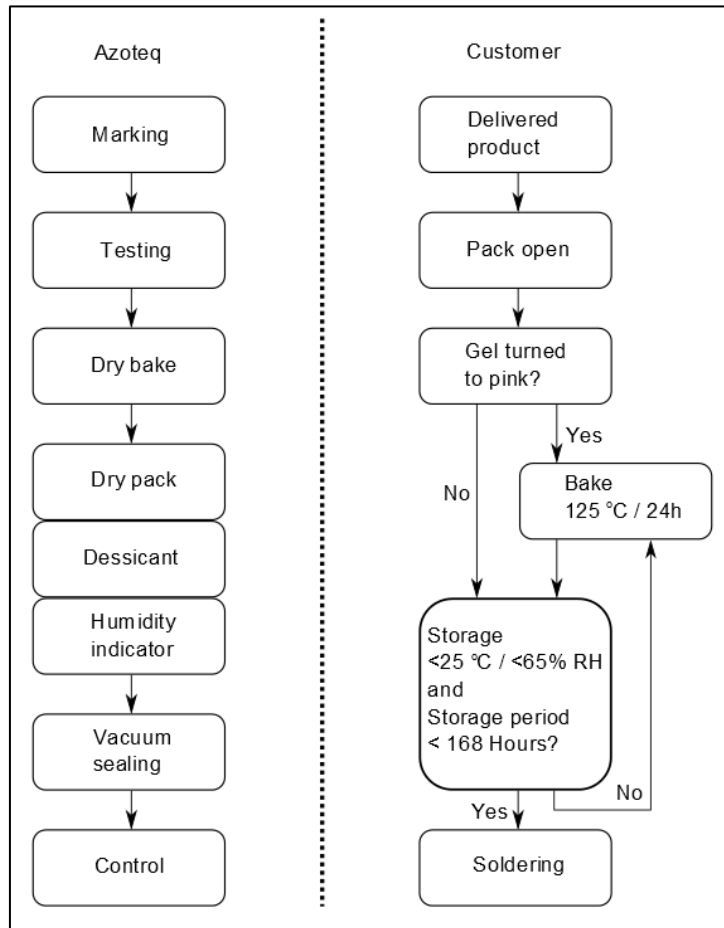 Azoteq
Marking
Testing
Dry bake
Dry pack
Dessicant
Humidity
indicator
Vacuum
sealing
Control
Customer
Delivered
product
Pack open
Gel turned
to pink?
Yes
No
Bake
125 °C / 24h
Storage
<25 °C / <65% RH
and
Storage period
< 168 Hours?
No
Yes
Soldering